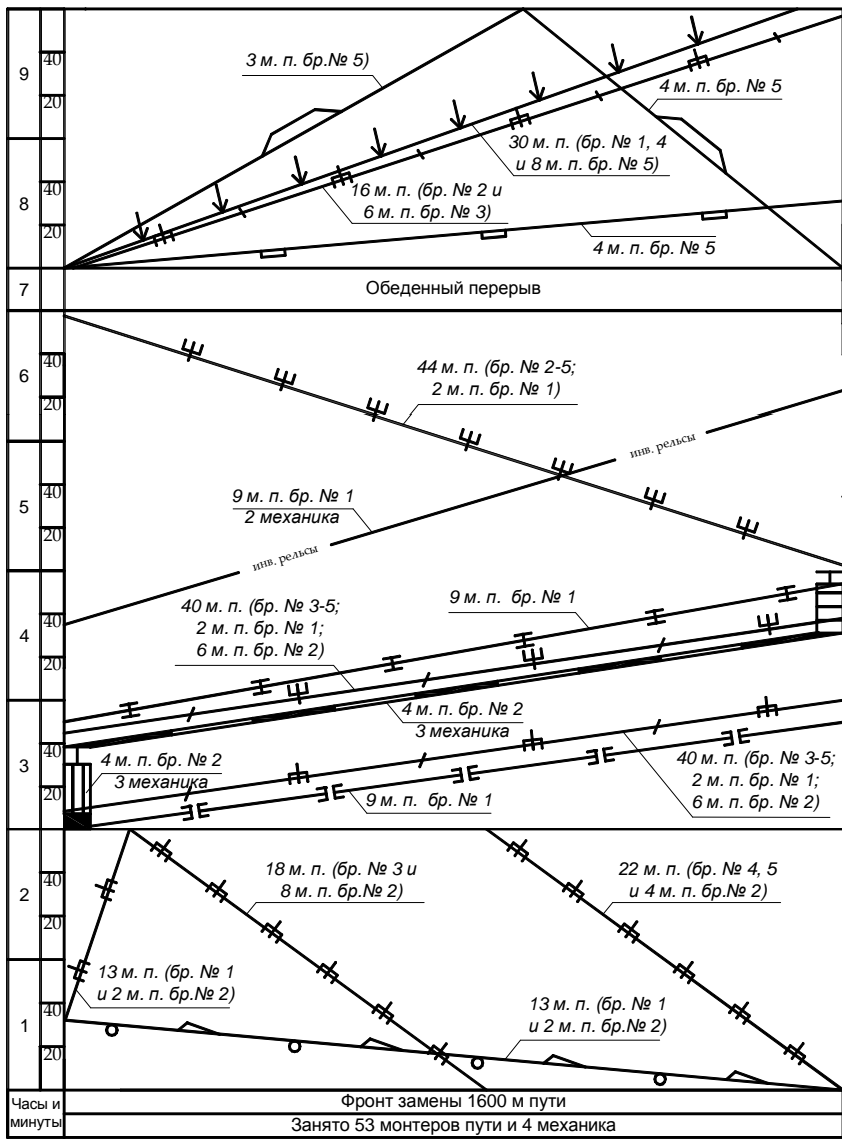 9
40
20
3 м. п. бр.№ 5)
4 м. п. бр. № 5
8
40
20
30 м. п. (бр. № 1, 4
и 8 м. п. бр. № 5)
16 м. п. (бр. № 2 и
6 м. п. бр. № 3)
4 м. п. бр. № 5
7
Обеденный перерыв
6
40
20
44 м. п. (бр. № 2-5;
2 м. п. бр. № 1)
инв. рельсы
5
40
20
9 м. п. бр. № 1
2 механика
инв. рельсы
4
40
20
40 м. п. (бр. № 3-5;
2 м. п. бр. № 1;
6 м. п. бр. № 2)
9 м. п. бр. № 1
4 м. п. бр. № 2
3 механика
3
40
20
4 м. п. бр. № 2
3 механика
9 м. п. бр. № 1
40 м. п. (бр. № 3-5;
2 м. п. бр. № 1;
6 м. п. бр. № 2)
2
40
20
18 м. п. (бр. № 3 и
8 м. п. бр.№ 2)
22 м. п. (бр. № 4, 5
и 4 м. п. бр.№ 2)
1
40
20
13 м. п. (бр. № 1
и 2 м. п. бр.№ 2)
13 м. п. (бр. № 1
и 2 м. п. бр.№ 2)
Часы и
минуты
Фронт замены 1600 м пути
Занято 53 монтеров пути и 4 механика